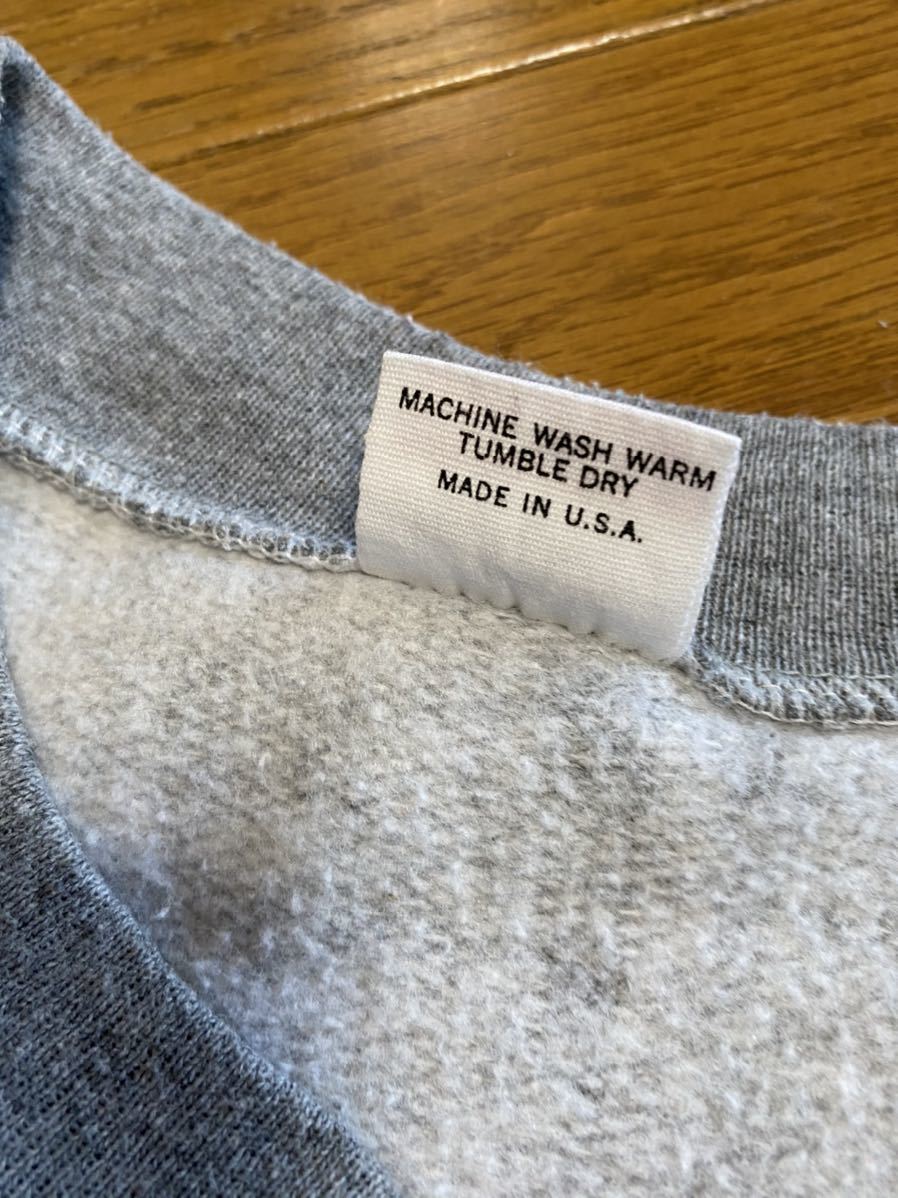 MACHINE WASH WARM
TUMBLE DRY
MADE IN U.S.A.